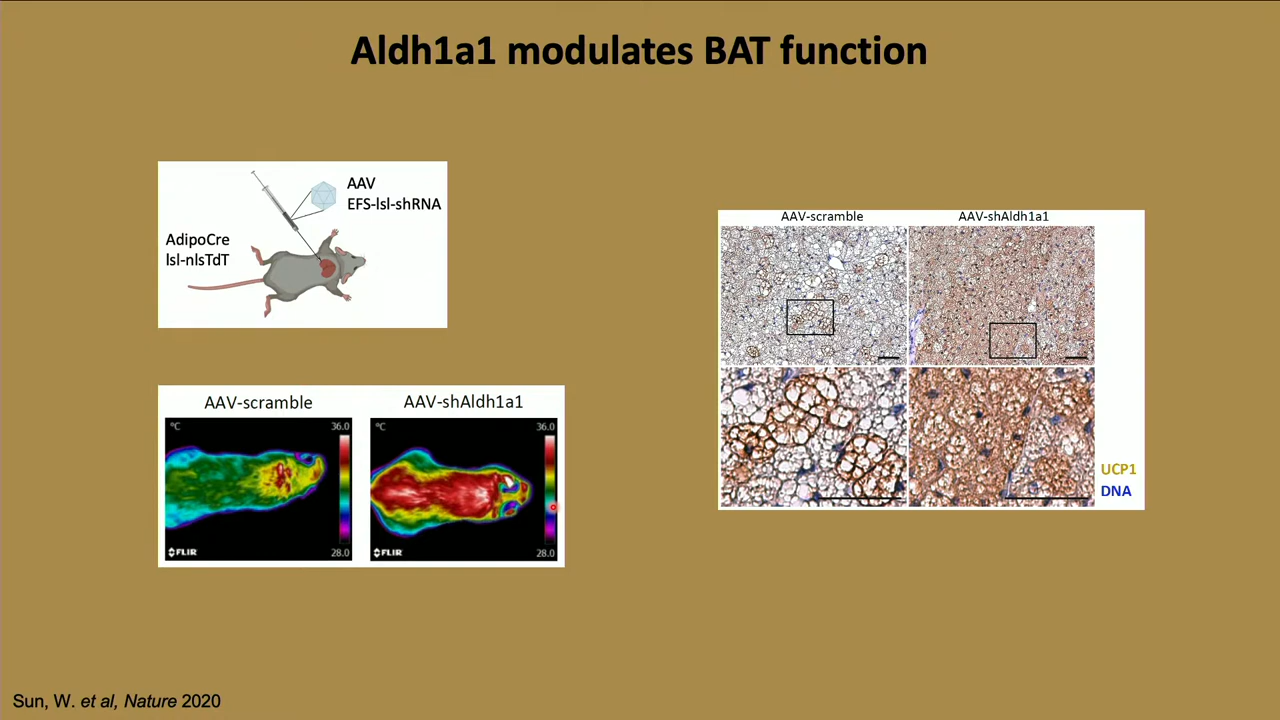 Aldh1a1 modulates BAT function
AAV
EFS-lsl-shRNA
AdipoCre
lsl-nlsTdT
AAV-scramble
AAV-shAldh1a1
°C
36.0
28.0
FLIR
°C
36.0
28.0
FLIR
AAV-scramble
AAV-shAldh1a1
UCP1
DNA
Sun, W. et al, Nature 2020